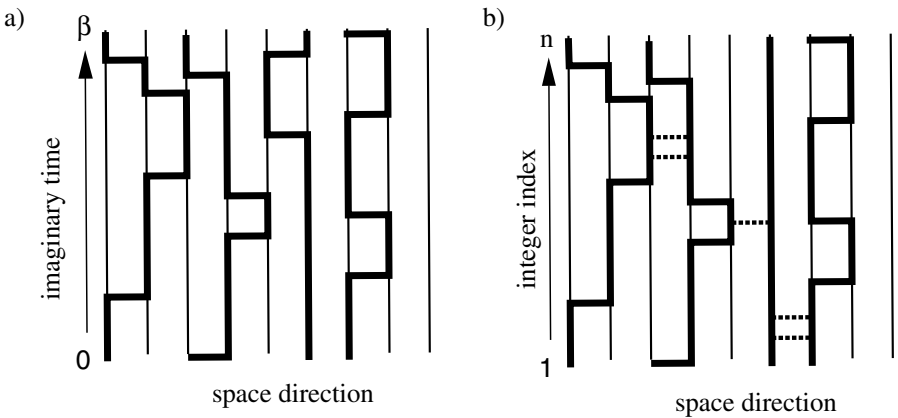 a)
β
imaginary time
0
space direction
b)
n
integer index
1
space direction